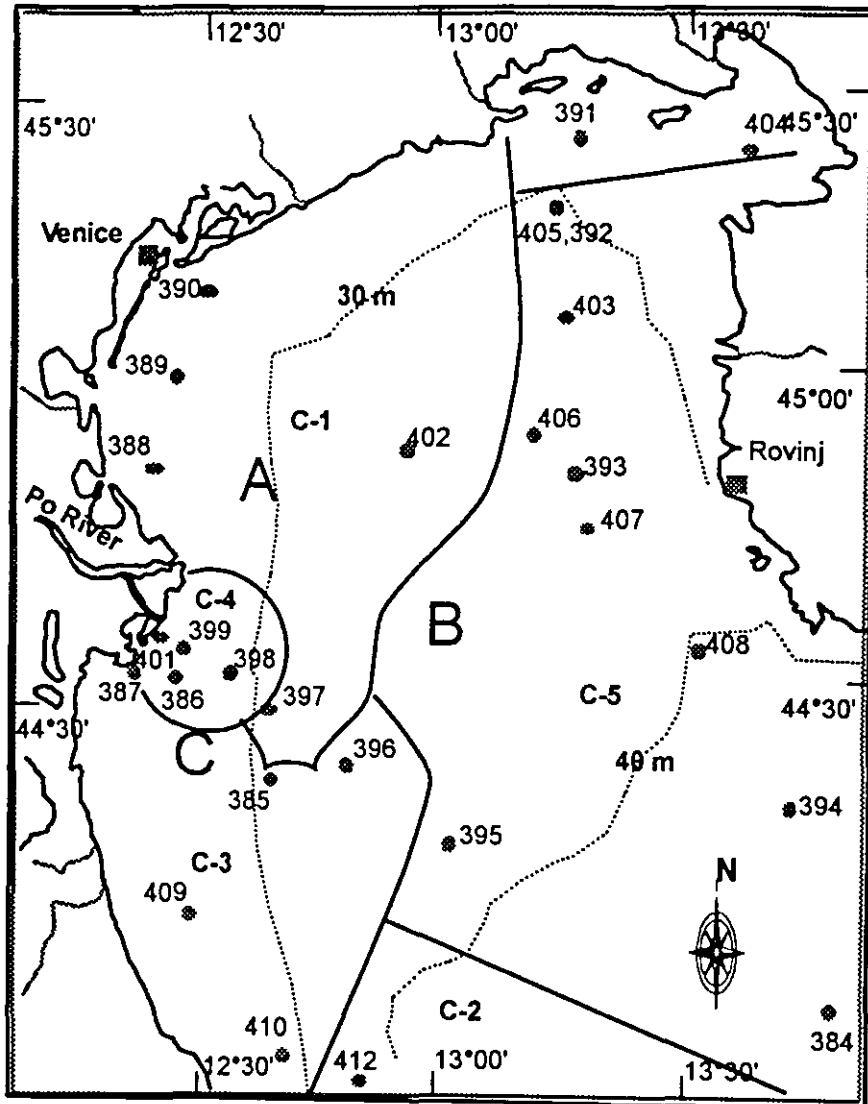 12°30' 13°00' 13°30'
45°30' 391 404 45°30'
Venice 405,392
390 30 m 403
389 45°00'
C-1 406
388 402 393 Rovinj
A
Po River 407
C-4
399 B 408
401 398
387 386 397 C-5
44°30' 44°30'
C 396 40 m
385 394
C-3 395
N
409
C-2
410 384
12°30' 412 13°00' 13°30'